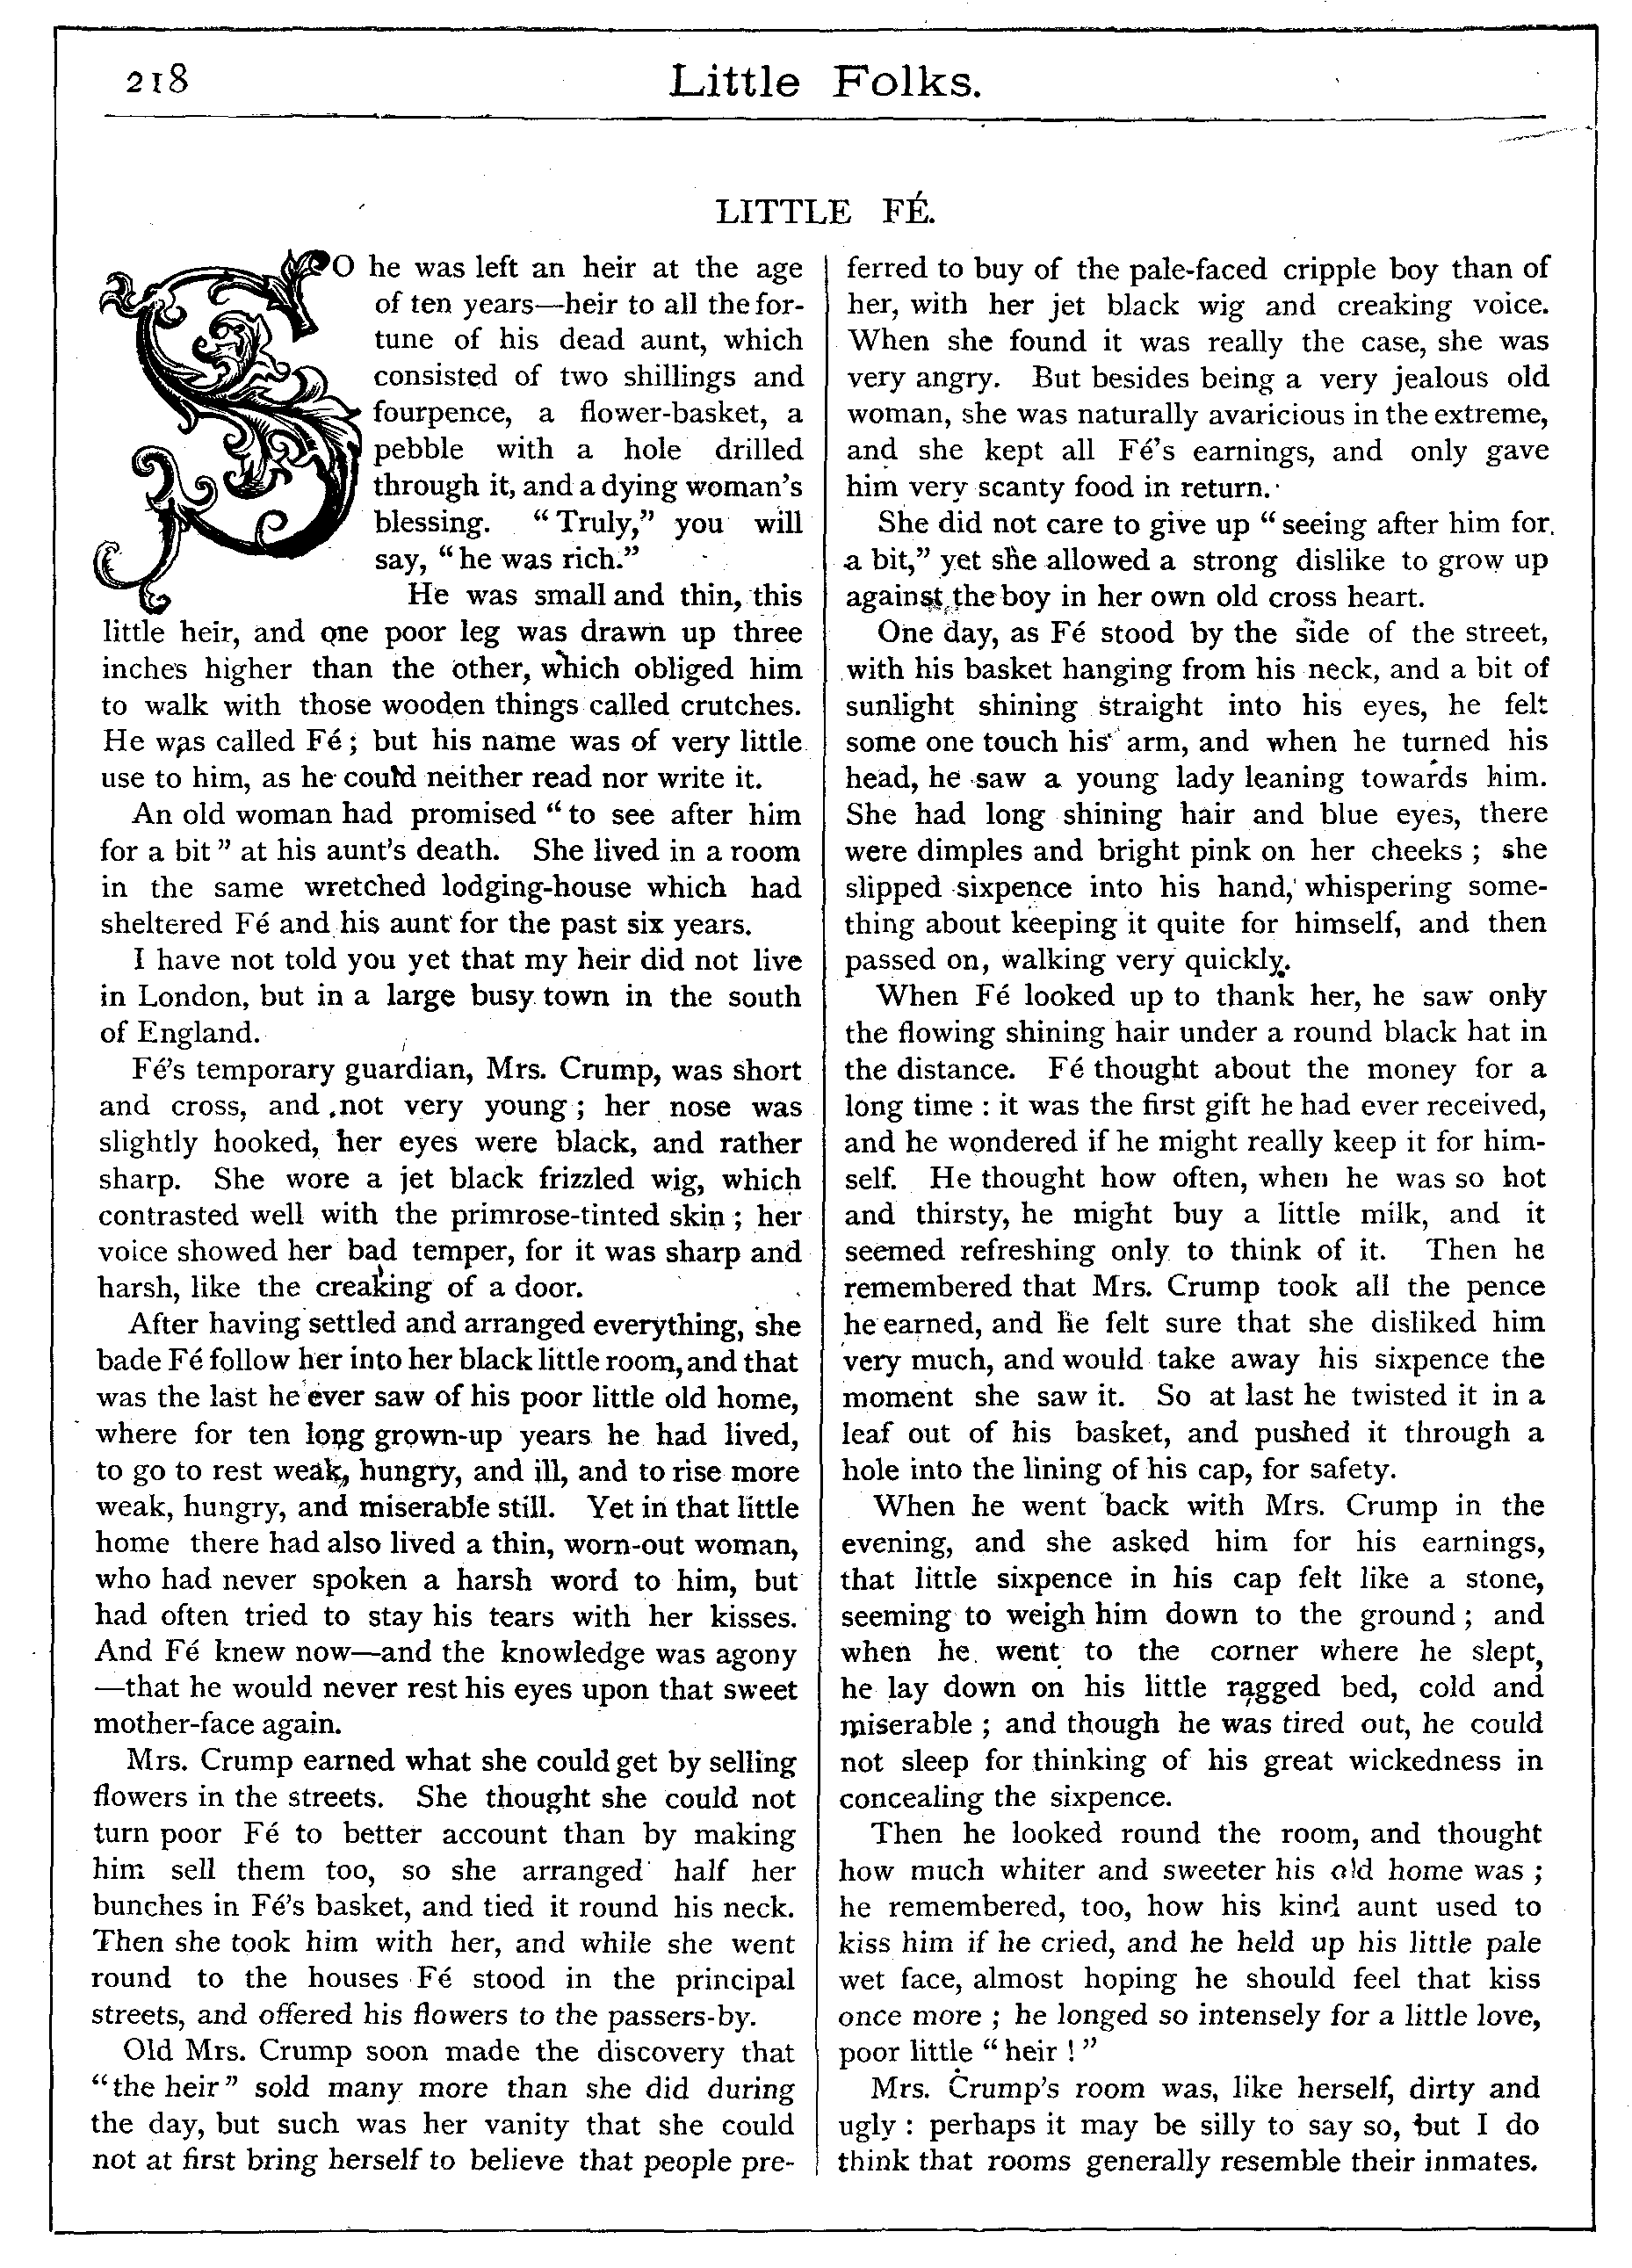 218
Little Folks.
LITTLE FÉ.
SO he was left an heir at the age
of ten years—heir to all the for-
tune of his dead aunt, which
consisted of two shillings and
fourpence, a flower-basket, a
pebble with a hole drilled
through it, and a dying woman's
blessing. "Truly," you will
say, "he was rich."
He was small and thin, this
little heir, and one poor leg was drawn up three
inches higher than the other, which obliged him
to walk with those wooden things called crutches.
He was called Fé; but his name was of very little
use to him, as he could neither read nor write it.
An old woman had promised "to see after him
for a bit" at his aunt's death. She lived in a room
in the same wretched lodging-house which had
sheltered Fé and his aunt for the past six years.
I have not told you yet that my heir did not live
in London, but in a large busy town in the south
of England.
Fé's temporary guardian, Mrs. Crump, was short
and cross, and not very young; her nose was
slightly hooked, her eyes were black, and rather
sharp. She wore a jet black frizzled wig, which
contrasted well with the primrose-tinted skin; her
voice showed her bad temper, for it was sharp and
harsh, like the creaking of a door.
After having settled and arranged everything, she
bade Fé follow her into her black little room, and that
was the last he ever saw of his poor little old home,
where for ten long grown-up years he had lived,
to go to rest weak, hungry, and ill, and to rise more
weak, hungry, and miserable still. Yet in that little
home there had also lived a thin, worn-out woman,
who had never spoken a harsh word to him, but
had often tried to stay his tears with her kisses.
And Fé knew now—and the knowledge was agony
—that he would never rest his eyes upon that sweet
mother-face again.
Mrs. Crump earned what she could get by selling
flowers in the streets. She thought she could not
turn poor Fé to better account than by making
him sell them too, so she arranged half her
bunches in Fé's basket, and tied it round his neck.
Then she took him with her, and while she went
round to the houses Fé stood in the principal
streets, and offered his flowers to the passers-by.
Old Mrs. Crump soon made the discovery that
"the heir" sold many more than she did during
the day, but such was her vanity that she could
not at first bring herself to believe that people pre-
ferred to buy of the pale-faced cripple boy than of
her, with her jet black wig and creaking voice.
When she found it was really the case, she was
very angry. But besides being a very jealous old
woman, she was naturally avaricious in the extreme,
and she kept all Fé's earnings, and only gave
him very scanty food in return.
She did not care to give up "seeing after him for
a bit," yet she allowed a strong dislike to grow up
against the boy in her own old cross heart.
One day, as Fé stood by the side of the street,
with his basket hanging from his neck, and a bit of
sunlight shining straight into his eyes, he felt
some one touch his arm, and when he turned his
head, he saw a young lady leaning towards him.
She had long shining hair and blue eyes, there
were dimples and bright pink on her cheeks; she
slipped sixpence into his hand, whispering some-
thing about keeping it quite for himself, and then
passed on, walking very quickly.
When Fé looked up to thank her, he saw only
the flowing shining hair under a round black hat in
the distance. Fé thought about the money for a
long time: it was the first gift he had ever received,
and he wondered if he might really keep it for him-
self. He thought how often, when he was so hot
and thirsty, he might buy a little milk, and it
seemed refreshing only to think of it. Then he
remembered that Mrs. Crump took all the pence
he earned, and he felt sure that she disliked him
very much, and would take away his sixpence the
moment she saw it. So at last he twisted it in a
leaf out of his basket, and pushed it through a
hole into the lining of his cap, for safety.
When he went back with Mrs. Crump in the
evening, and she asked him for his earnings,
that little sixpence in his cap felt like a stone,
seeming to weigh him down to the ground; and
when he went to the corner where he slept,
he lay down on his little ragged bed, cold and
miserable; and though he was tired out, he could
not sleep for thinking of his great wickedness in
concealing the sixpence.
Then he looked round the room, and thought
how much whiter and sweeter his old home was;
he remembered, too, how his kind aunt used to
kiss him if he cried, and he held up his little pale
wet face, almost hoping he should feel that kiss
once more; he longed so intensely for a little love,
poor little "heir!"
Mrs. Crump's room was, like herself, dirty and
ugly: perhaps it may be silly to say so, but I do
think that rooms generally resemble their inmates.